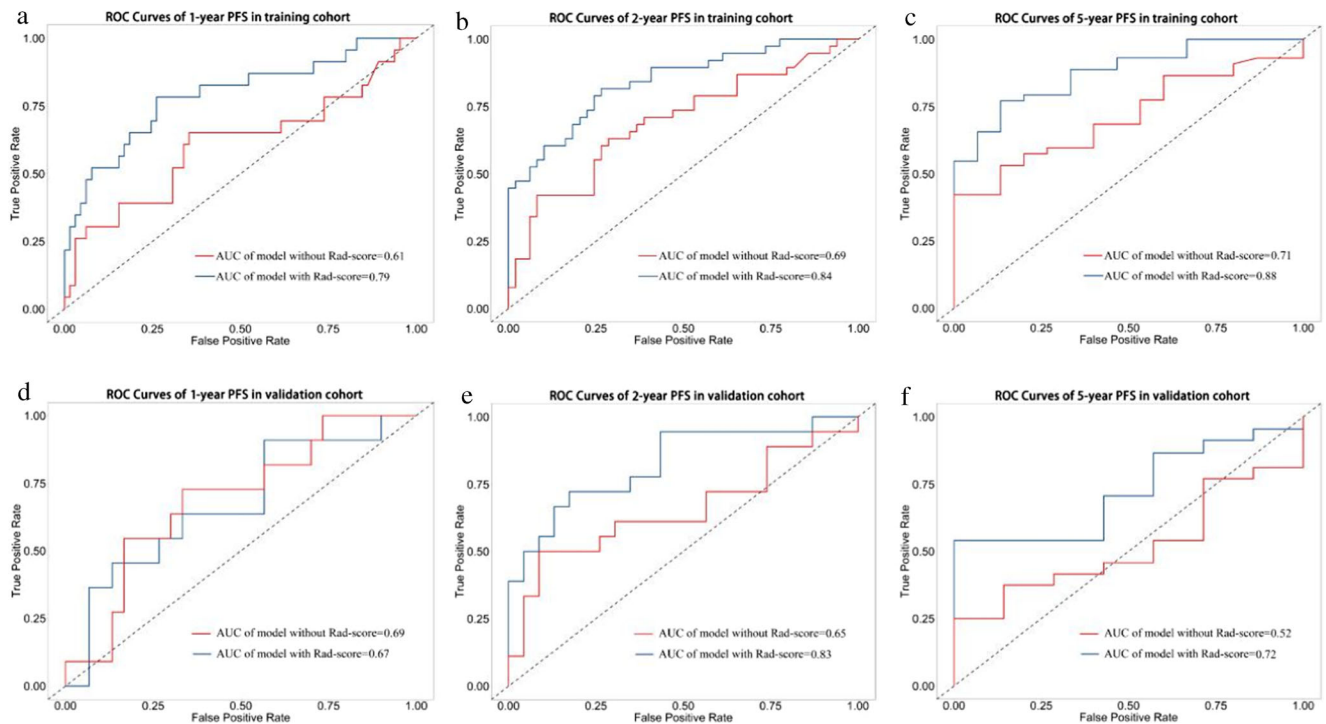 a
ROC Curves of 1-year PFS in training cohort
1.00
0.75
0.50
0.25
0.00
True Positive Rate
AUC of model without Rad-score=0.61
AUC of model with Rad-score=0.79
0.00 0.25 0.50 0.75 1.00
False Positive Rate
b
ROC Curves of 2-year PFS in training cohort
1.00
0.75
0.50
0.25
0.00
True Positive Rate
AUC of model without Rad-score=0.69
AUC of model with Rad-score=0.84
0.00 0.25 0.50 0.75 1.00
False Positive Rate
c
ROC Curves of 5-year PFS in training cohort
1.00
0.75
0.50
0.25
0.00
True Positive Rate
AUC of model without Rad-score=0.71
AUC of model with Rad-score=0.88
0.00 0.25 0.50 0.75 1.00
False Positive Rate
d
ROC Curves of 1-year PFS in validation cohort
1.00
0.75
0.50
0.25
0.00
True Positive Rate
AUC of model without Rad-score=0.69
AUC of model with Rad-score=0.67
0.00 0.25 0.50 0.75 1.00
False Positive Rate
e
ROC Curves of 2-year PFS in validation cohort
1.00
0.75
0.50
0.25
0.00
True Positive Rate
AUC of model without Rad-score=0.65
AUC of model with Rad-score=0.83
0.00 0.25 0.50 0.75 1.00
False Positive Rate
f
ROC Curves of 5-year PFS in validation cohort
1.00
0.75
0.50
0.25
0.00
True Positive Rate
AUC of model without Rad-score=0.52
AUC of model with Rad-score=0.72
0.00 0.25 0.50 0.75 1.00
False Positive Rate